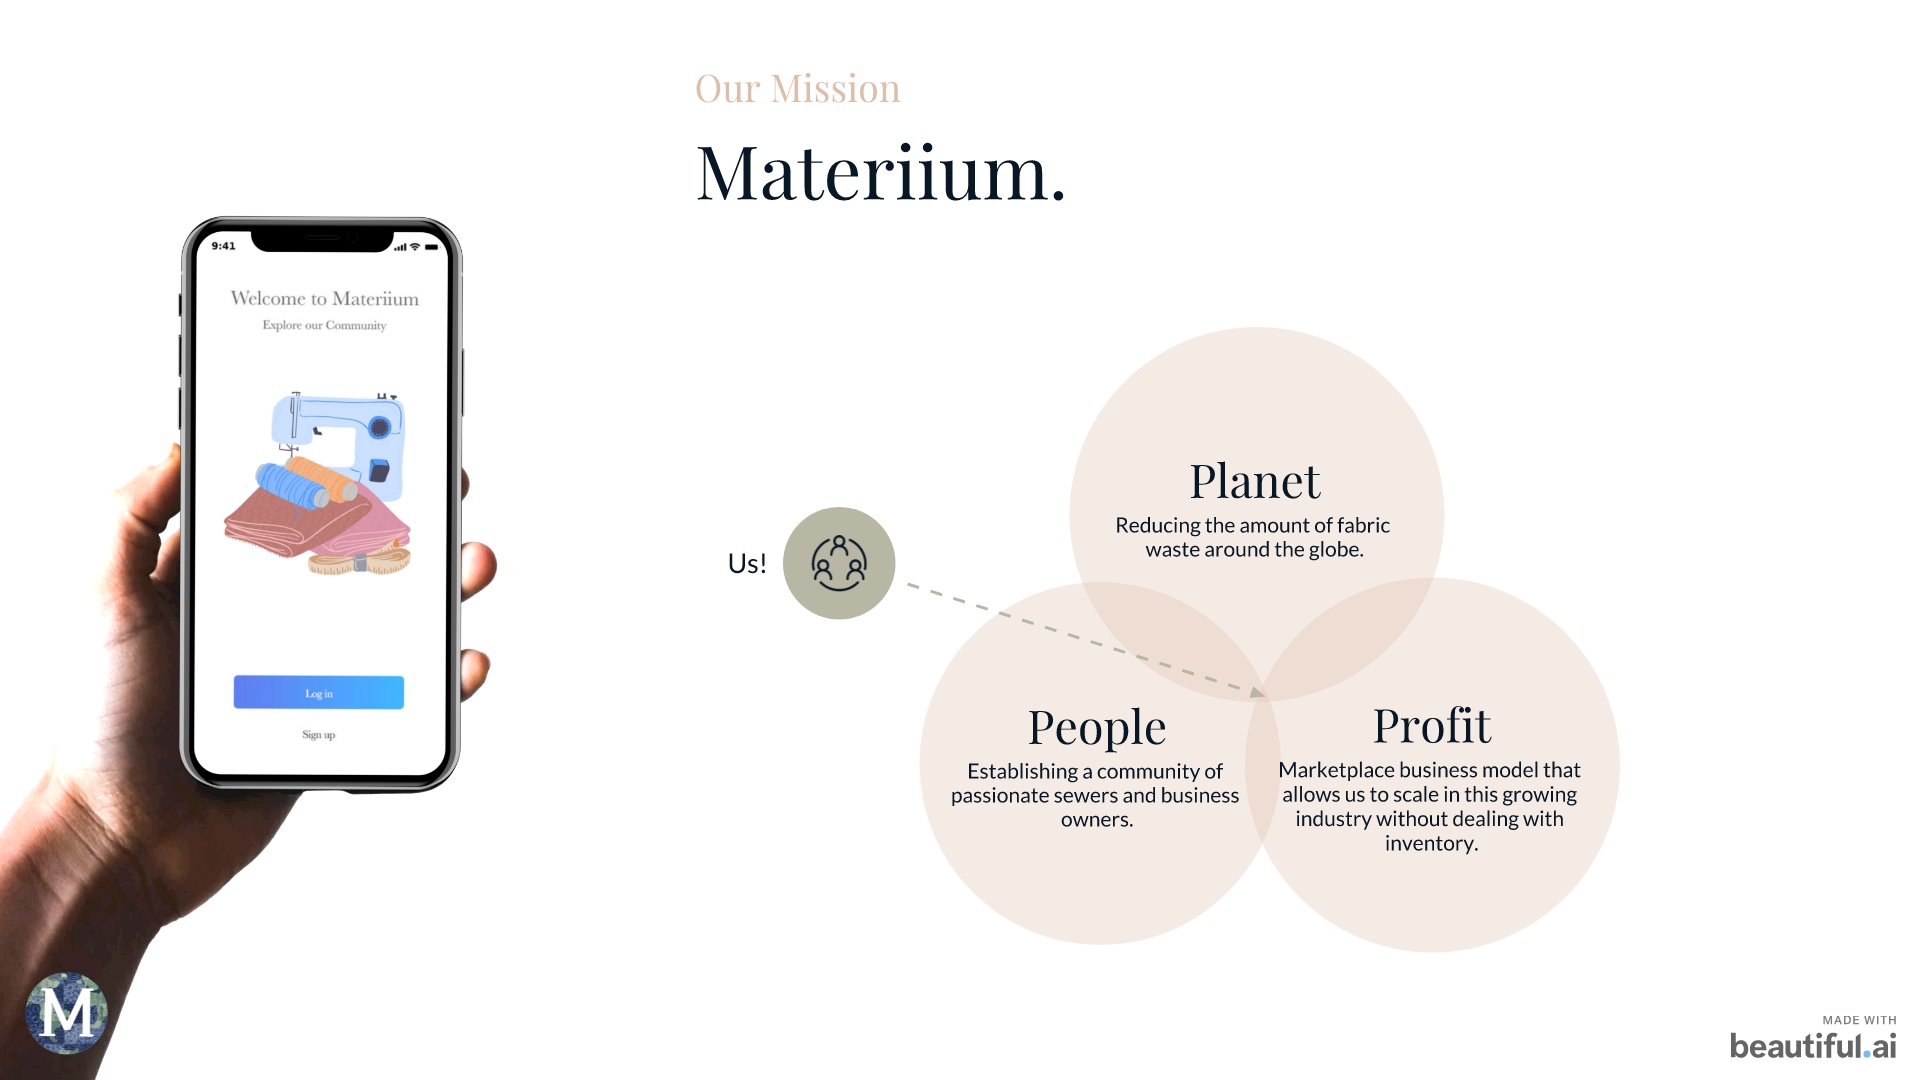 Our Mission
Materiium.
9:41
Welcome to Materiium
Explore our Community
Log in
Sign up
Us!
Planet
Reducing the amount of fabric
waste around the globe.
People
Establishing a community of
passionate sewers and business
owners.
Profit
Marketplace business model that
allows us to scale in this growing
industry without dealing with
inventory.
M
MADE WITH
beautiful.ai